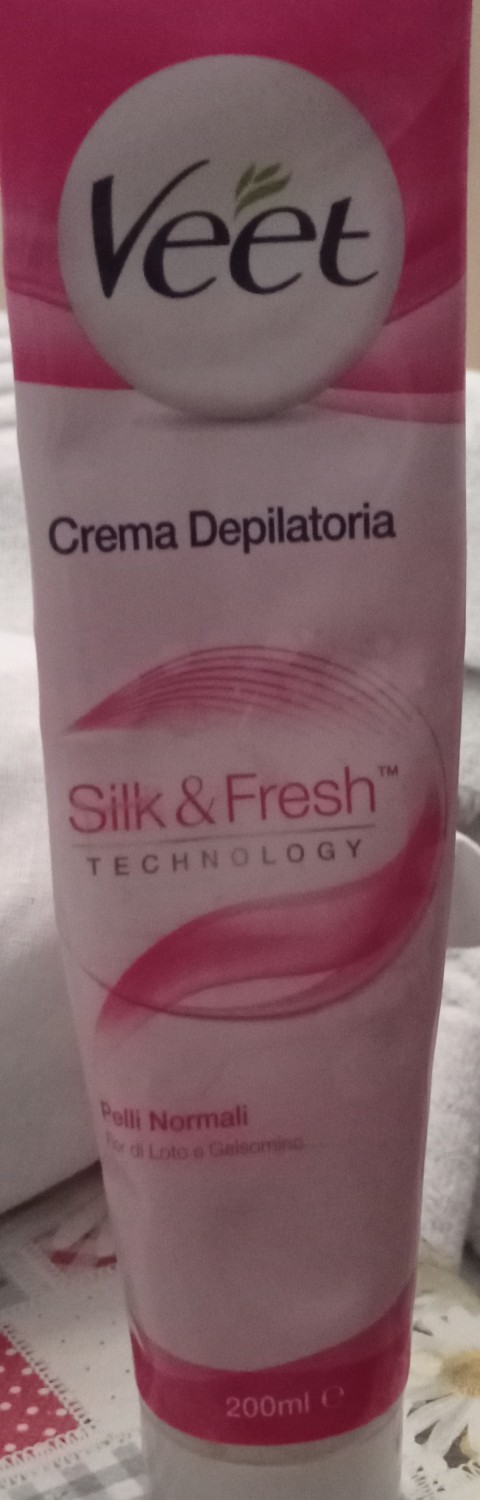 Veet
Crema Depilatoria
Silk & Fresh™
TECHNOLOGY
Pelli Normali
Fior di Loto e Gelsomino
200ml ℮